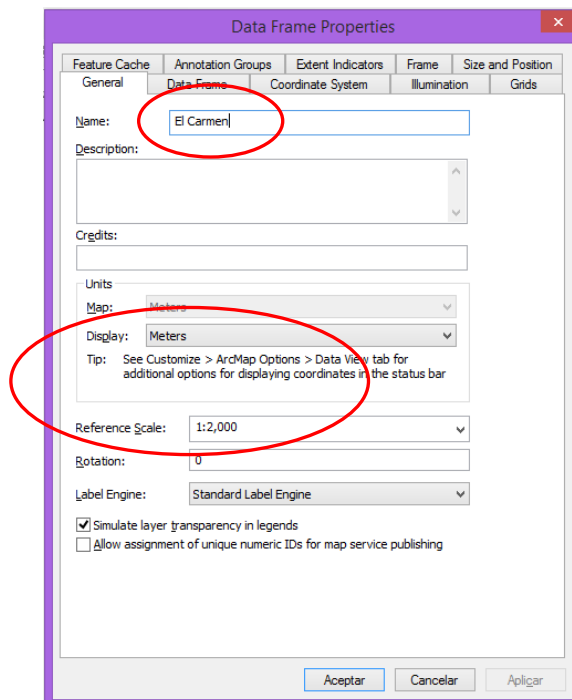 Data Frame Properties
Feature Cache Annotation Groups Extent Indicators Frame Size and Position
General Data Frame Coordinate System Illumination Grids
Name: El Carmen
Description:
Credits:
Units
Map: Meters
Display: Meters
Tip: See Customize > ArcMap Options > Data View tab for
additional options for displaying coordinates in the status bar
Reference Scale: 1:2,000
Rotation: 0
Label Engine: Standard Label Engine
Simulate layer transparency in legends
Allow assignment of unique numeric IDs for map service publishing
Aceptar Cancelar Aplicar